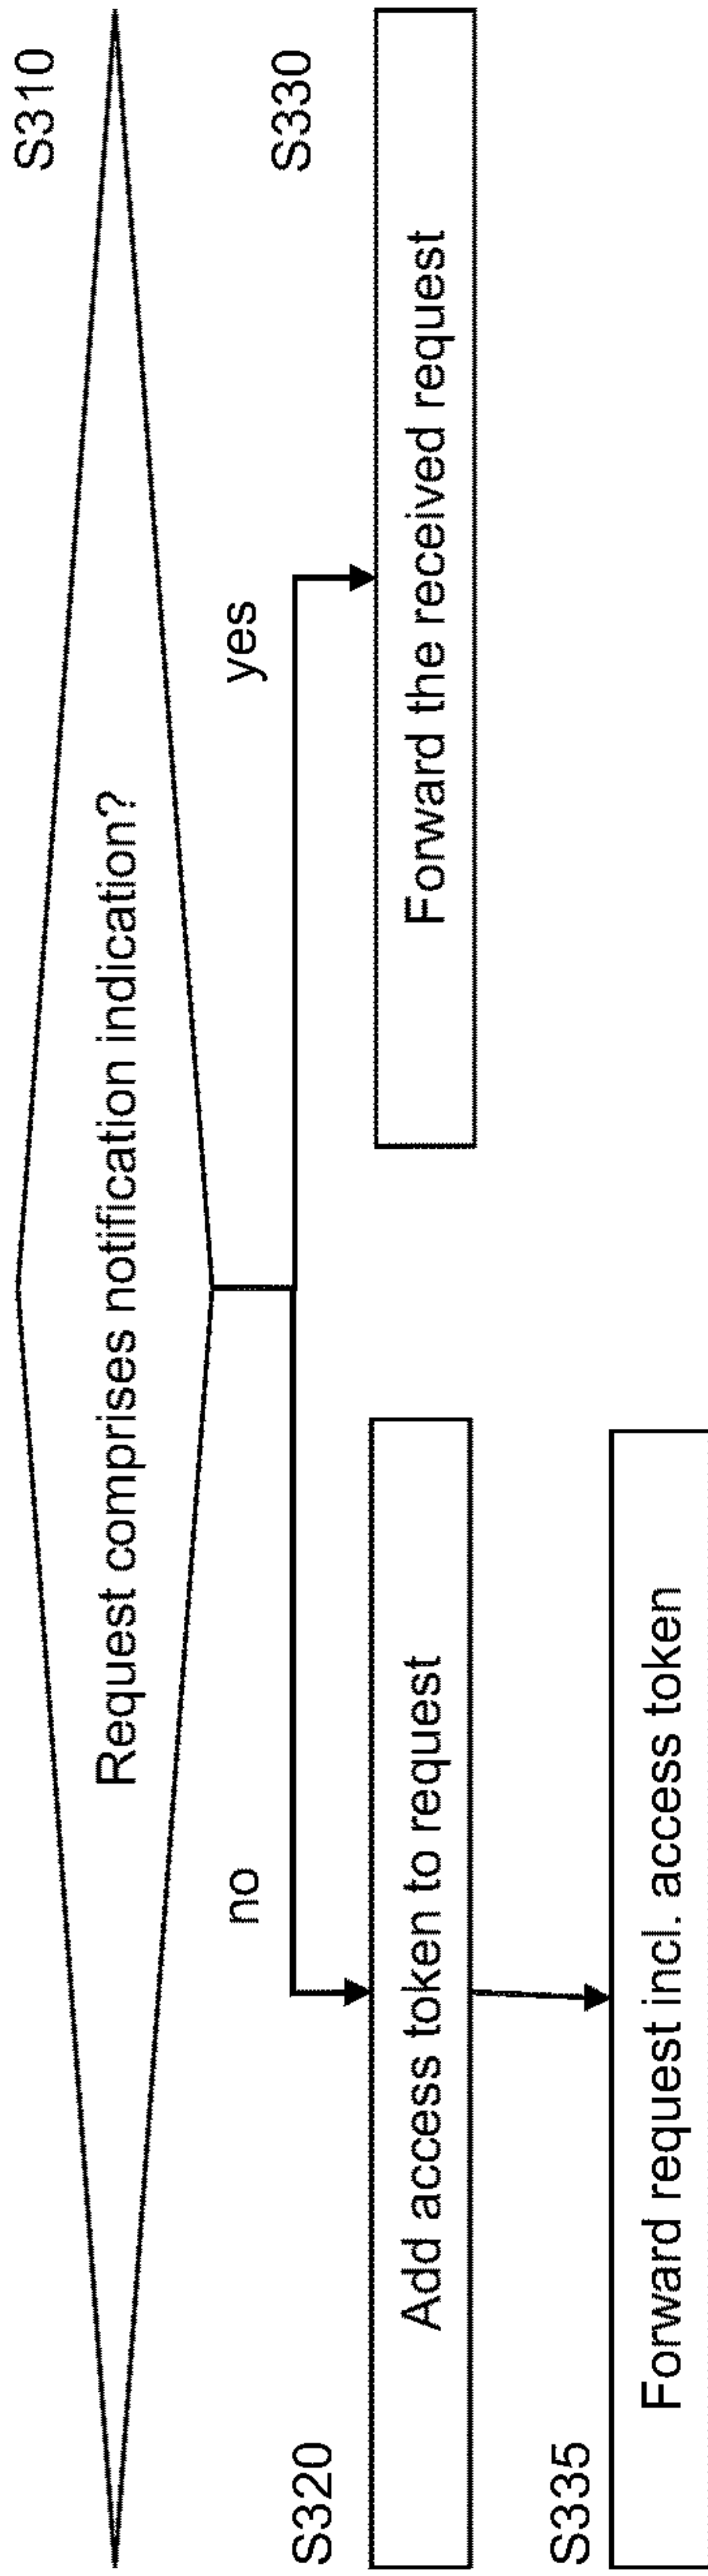 S310
Request comprises notification indication?
no
yes
S320
S330
Add access token to request
Forward the received request
S335
Forward request incl. access token